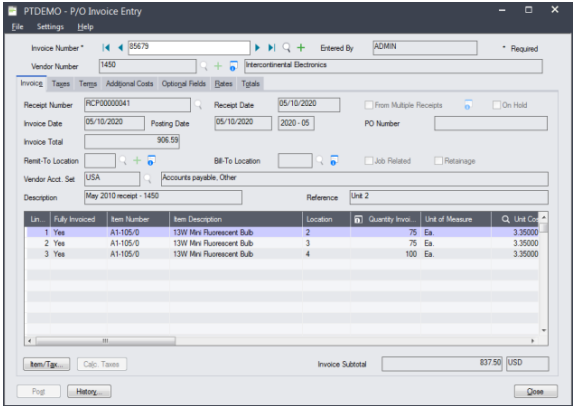 PTDEMO - P/O Invoice Entry
File Settings Help
Invoice Number * 85679 Entered By ADMIN * Required
Vendor Number 1450 Intercontinental Electronics
Invoice Taxes Terms Additional Costs Optional Fields Rates Totals
Receipt Number RCP00000041 Receipt Date 05/10/2020 From Multiple Receipts On Hold
Invoice Date 05/10/2020 Posting Date 05/10/2020 2020 - 05 PO Number
Invoice Total 906.59
Remit-To Location Bill-To Location Job Related Retainage
Vendor Acct. Set USA Accounts payable, Other
Description May 2010 receipt - 1450 Reference Unit 2
Lin... Fully Invoiced Item Number Item Description Location Quantity Invoi... Unit of Measure Unit Cos
1 Yes A1-105/0 13W Mini Fluorescent Bulb 2 75 Ea. 3.35000
2 Yes A1-105/0 13W Mini Fluorescent Bulb 3 75 Ea. 3.35000
3 Yes A1-105/0 13W Mini Fluorescent Bulb 4 100 Ea. 3.35000
Item/Tax... Calc. Taxes Invoice Subtotal 837.50 USD
Post History... Close